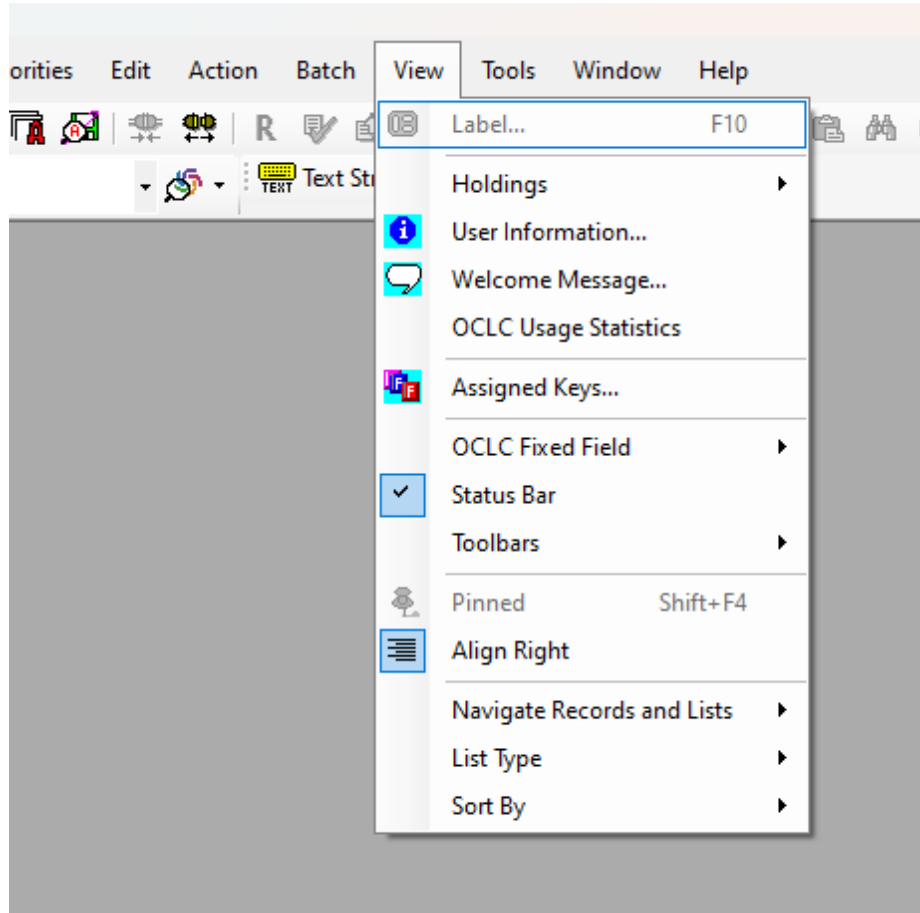 orities Edit Action Batch View Tools Window Help
R
Text Str
TEXT
Label... F10
Holdings
User Information...
Welcome Message...
OCLC Usage Statistics
Assigned Keys...
OCLC Fixed Field
Status Bar
Toolbars
Pinned Shift+F4
Align Right
Navigate Records and Lists
List Type
Sort By